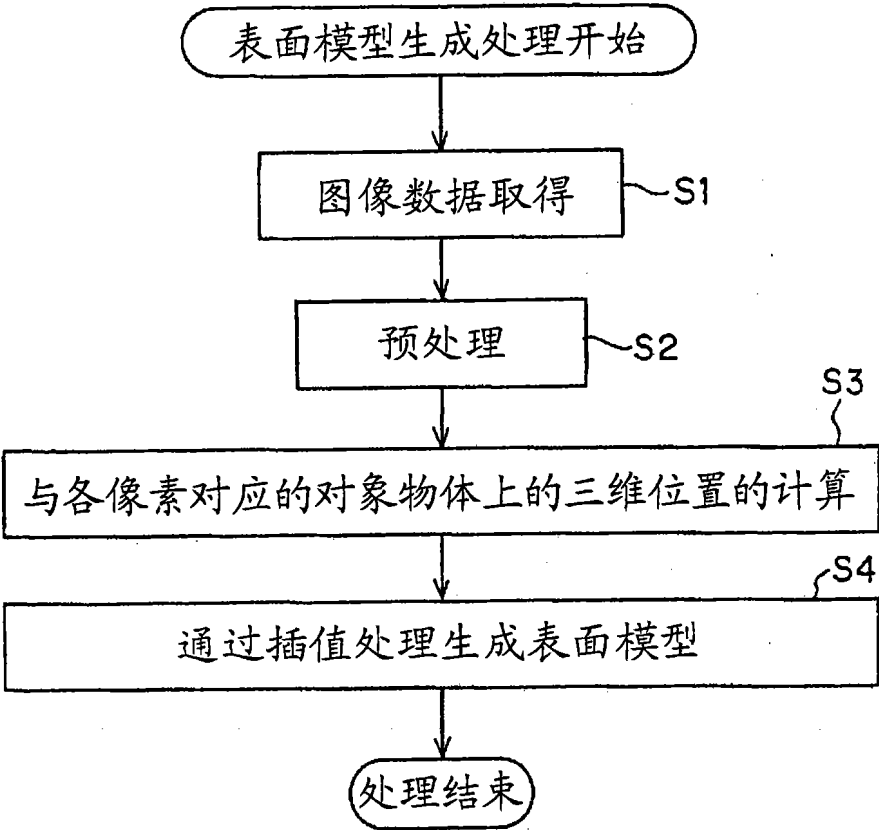 表面模型生成处理开始
图像数据取得
S1
预处理
S2
S3
与各像素对应的对象物体上的三维位置的计算
S4
通过插值处理生成表面模型
处理结束